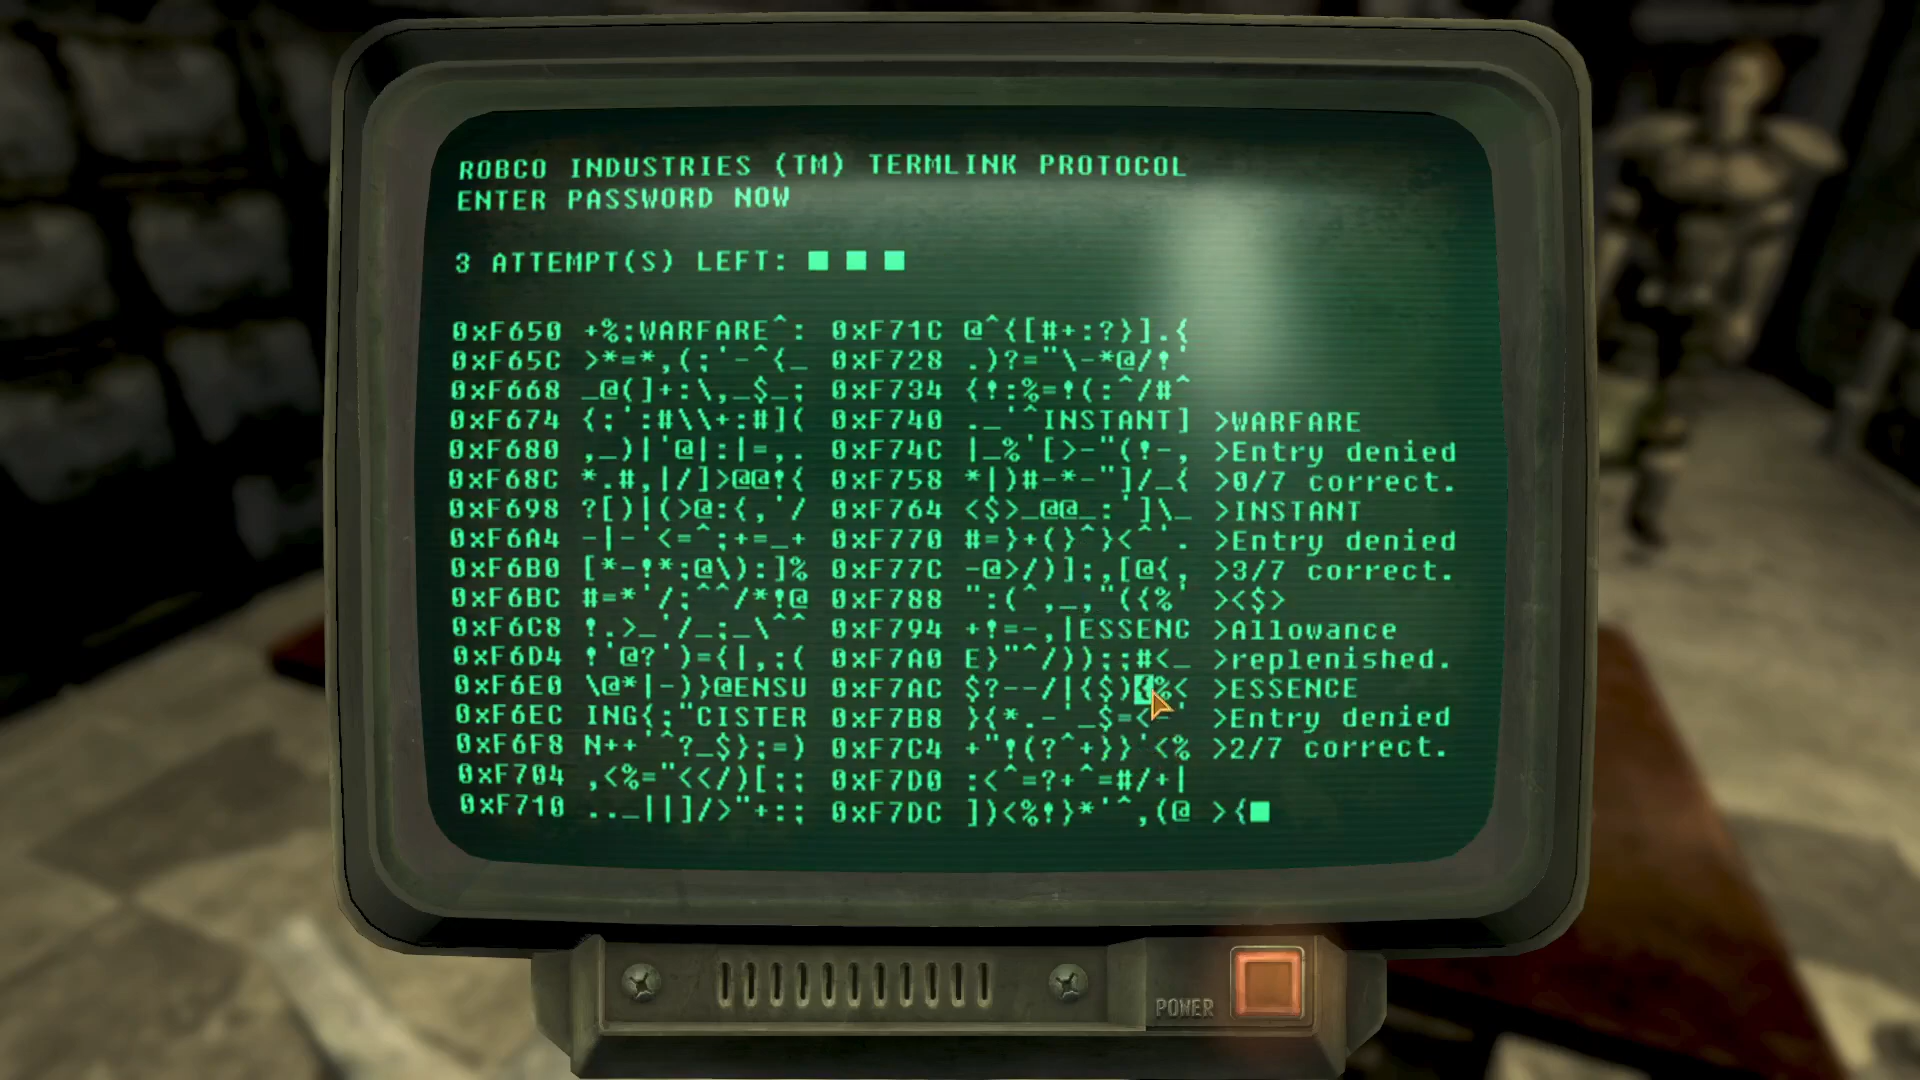 ROBCO INDUSTRIES (TM) TERMLINK PROTOCOL
ENTER PASSWORD NOW
3 ATTEMPT(S) LEFT: ■ ■ ■
0xF650 +%;WARFARE^:
0xF65C >*=*,(;'-^{_
0xF668 _@(]+:\,_$_;
0xF674 {;':#\\+:#](
0xF680 ,_)|'@|:|=,.
0xF68C *.#,|/]>@@!{
0xF698 ?[)|(>@:{,'/
0xF6A4 -|-'<=^;+=_+
0xF6B0 [*-!*;@\):]%
0xF6BC #=*'/;^^/*!@
0xF6C8 !.>_'/_;_\^^
0xF6D4 !'@?')={|,;(
0xF6E0 \@*|-)}@ENSU
0xF6EC ING{;"CISTER
0xF6F8 N++'^?_$};=)
0xF704 ,<%="<</)[;;
0xF710 .._||]/>"+:;
0xF71C @^{[#+:?}].{
0xF728 .)?="\-*@/!'
0xF734 {!:%=!(:^/#^
0xF740 ._'^INSTANT]
0xF74C |_%'[>-"(!-,
0xF758 *|)#-*-"]/_{
0xF764 <$>_@@_:']\_
0xF770 #=}+(}^}<^'.
0xF77C -@>/)];,[@{,
0xF788 ":(^,_,"({%'
0xF794 +!=-,|ESSENC
0xF7A0 E}"^/));;#<_
0xF7AC $?--/|{$){%<
0xF7B8 }{*.-'_$=<-'
0xF7C4 +"!(?^+}}'<%
0xF7D0 :<^=?+^=#/+|
0xF7DC ])<%!}*'^,(@
>WARFARE
>Entry denied
>0/7 correct.
>INSTANT
>Entry denied
>3/7 correct.
><$>
>Allowance
>replenished.
>ESSENCE
>Entry denied
>2/7 correct.
>{■
POWER